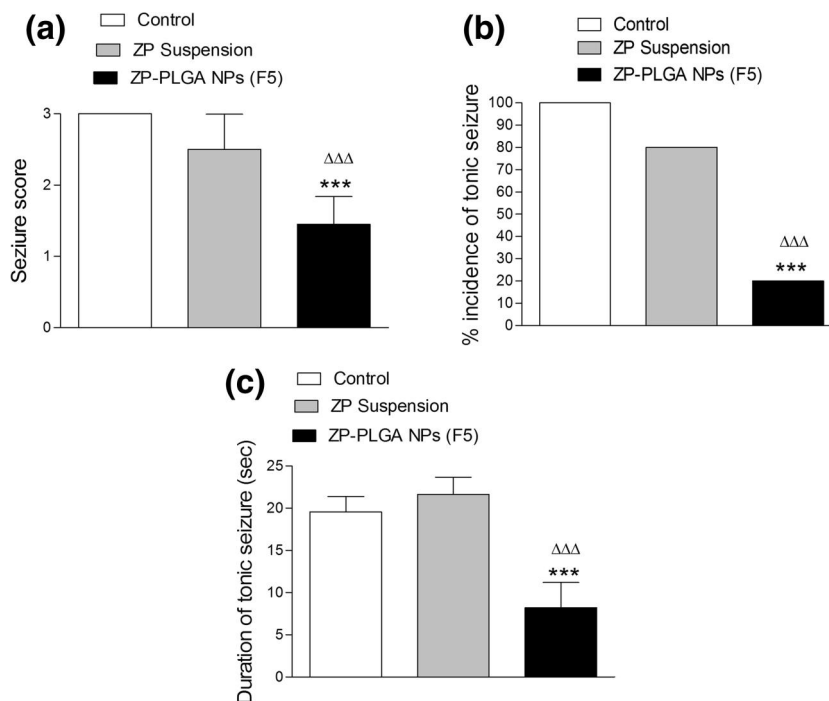 (a)
Control
ZP Suspension
ZP-PLGA NPs (F5)
Seziure score
3
2
1
0
ΔΔΔ
***
(b)
Control
ZP Suspension
ZP-PLGA NPs (F5)
% incidence of tonic seizure
100
90
80
70
60
50
40
30
20
10
0
ΔΔΔ
***
(c)
Control
ZP Suspension
ZP-PLGA NPs (F5)
Duration of tonic seizure (sec)
25
20
15
10
5
0
ΔΔΔ
***